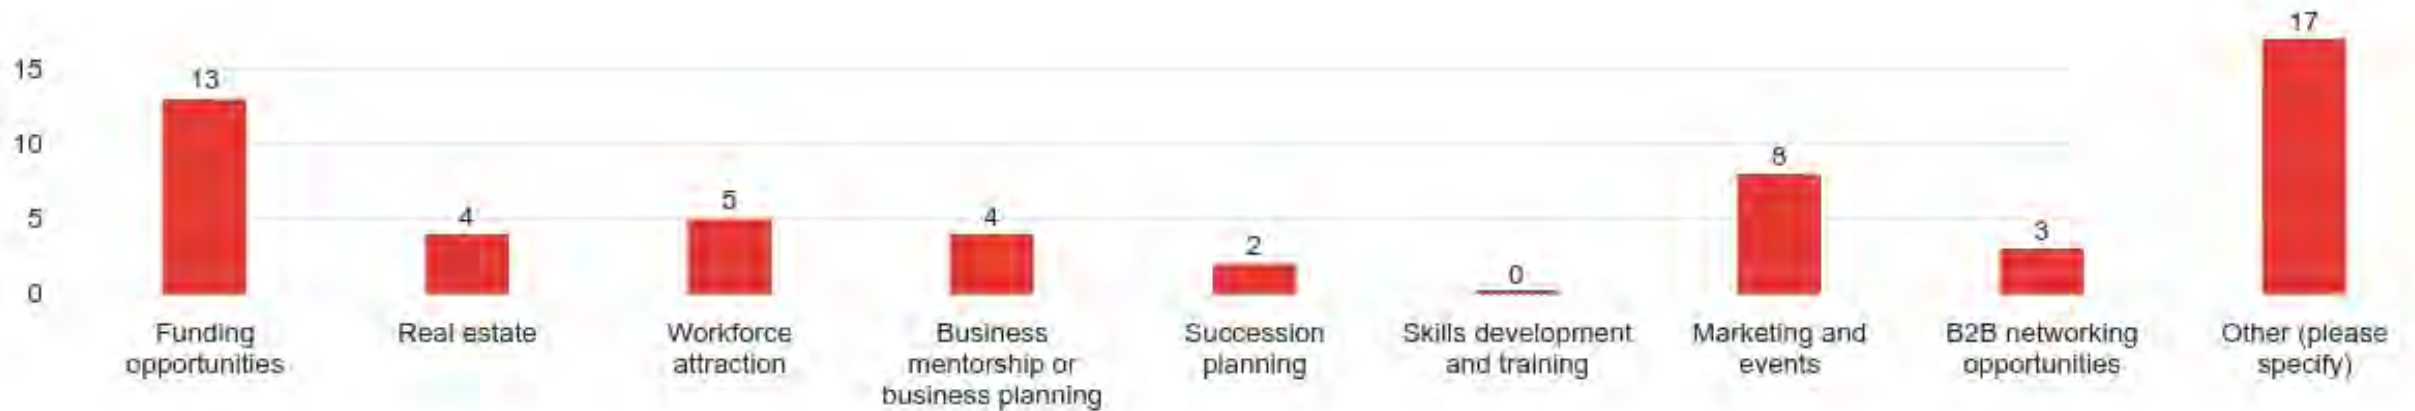 17
15
13
10
8
5
5
4
4
3
2
0
0
Funding
opportunities
Real estate
Workforce
attraction
Business
mentorship or
business planning
Succession
planning
Skills development
and training
Marketing and
events
B2B networking
opportunities
Other (please
specify)